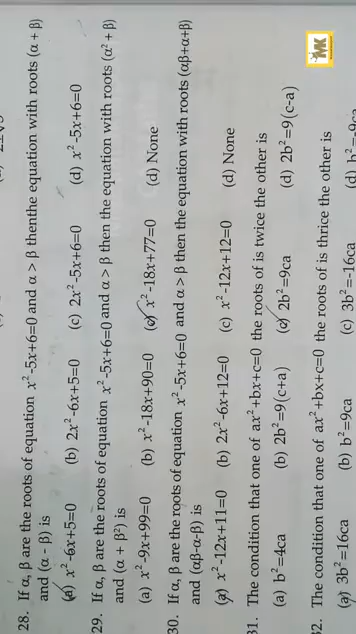 28. If α, β are the roots of equation x²-5x+6=0 and α > β thenthe equation with roots (α + β)
and (α - β) is
(a) x²-6x+5=0 (b) 2x²-6x+5=0 (c) 2x²-5x+6=0 (d) x²-5x+6=0
29. If α, β are the roots of equation x²-5x+6=0 and α > β then the equation with roots (α² + β)
and (α + β²) is
(a) x²-9x+99=0 (b) x²-18x+90=0 (c) x²-18x+77=0 (d) None
30. If α, β are the roots of equation x²-5x+6=0 and α > β then the equation with roots (αβ+α+β)
and (αβ-α-β) is
(a) x²-12x+11=0 (b) 2x²-6x+12=0 (c) x²-12x+12=0 (d) None
31. The condition that one of ax²+bx+c=0 the roots of is twice the other is
(a) b²=4ca (b) 2b²=9(c+a) (c) 2b²=9ca (d) 2b²=9(c-a)
2. The condition that one of ax²+bx+c=0 the roots of is thrice the other is
(a) 3b²=16ca (b) b²=9ca (c) 3b²=-16ca (d)
MK